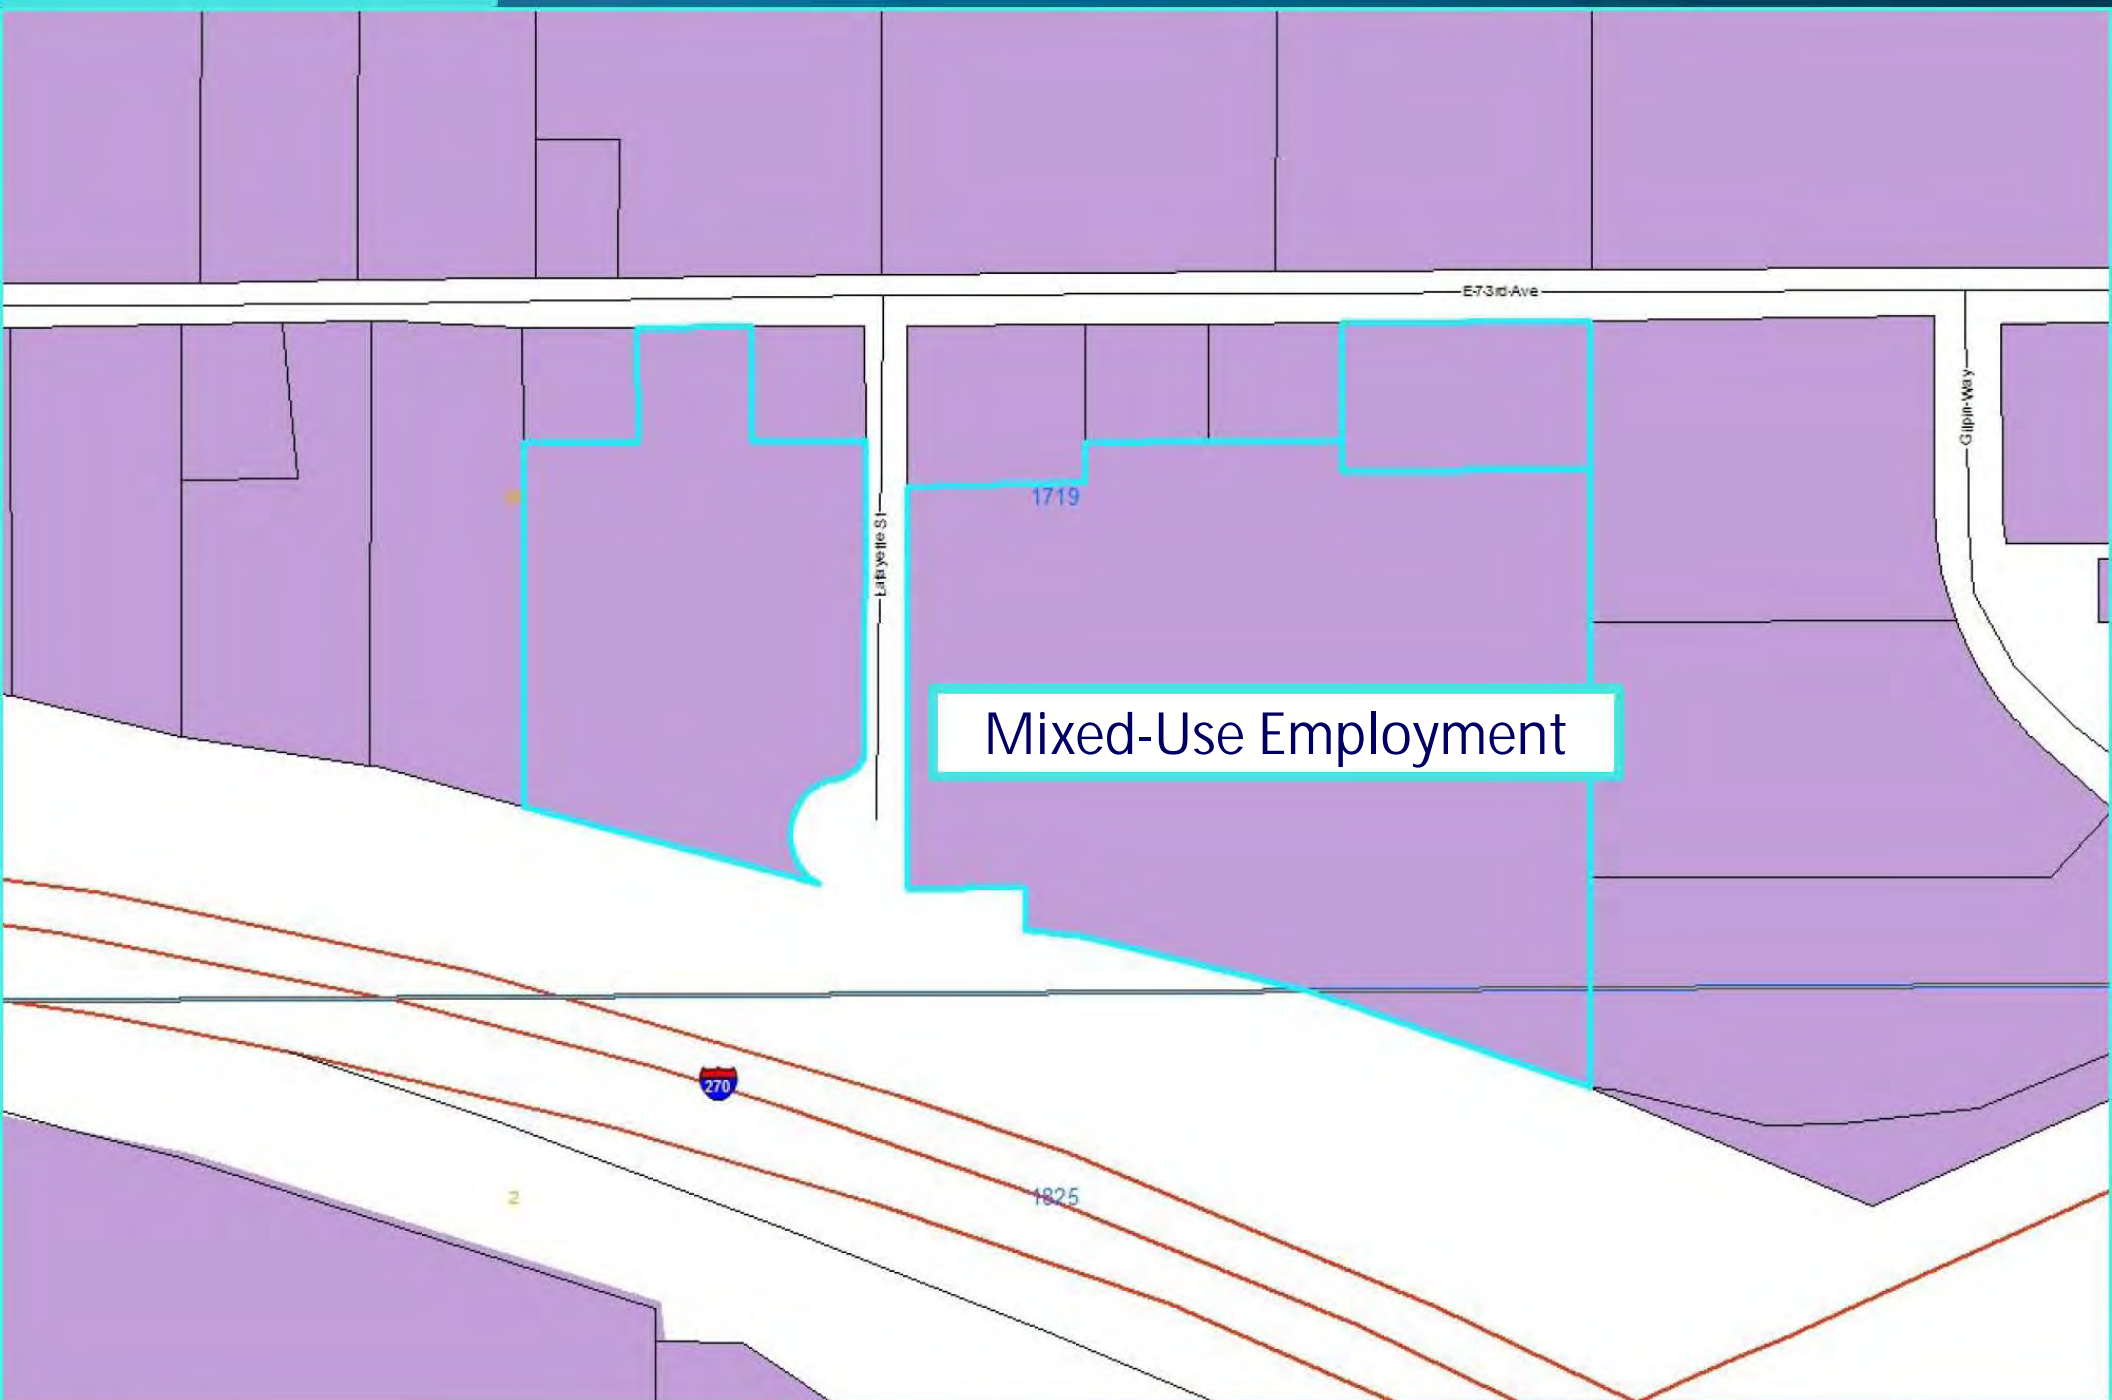 E 73rd Ave
Gilpin Way
1719
Lafayette St
Mixed-Use Employment
270
2
1825